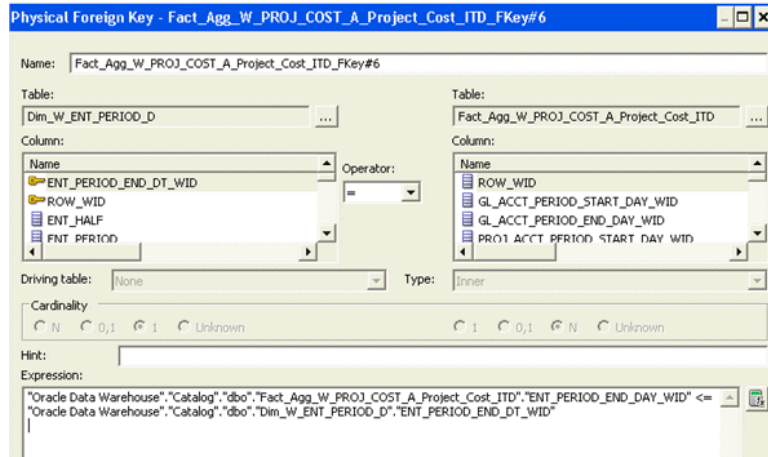 Physical Foreign Key - Fact_Agg_W_PROJ_COST_A_Project_Cost_ITD_FKey#6
Name: Fact_Agg_W_PROJ_COST_A_Project_Cost_ITD_FKey#6
Table: Table:
Dim_W_ENT_PERIOD_D ... Fact_Agg_W_PROJ_COST_A_Project_Cost_ITD ...
Column: Column:
Name Operator: Name
ENT_PERIOD_END_DT_WID = ROW_WID
ROW_WID GL_ACCT_PERIOD_START_DAY_WID
ENT_HALF GL_ACCT_PERIOD_END_DAY_WID
ENT_PERIOD PROJ_ACCT_PERIOD_START_DAY_WID
Driving table: None Type: Inner
Cardinality
N 0,1 1 Unknown 1 0,1 N Unknown
Hint:
Expression:
"Oracle Data Warehouse"."Catalog"."dbo"."Fact_Agg_W_PROJ_COST_A_Project_Cost_ITD"."ENT_PERIOD_END_DAY_WID" <=
"Oracle Data Warehouse"."Catalog"."dbo"."Dim_W_ENT_PERIOD_D"."ENT_PERIOD_END_DT_WID"